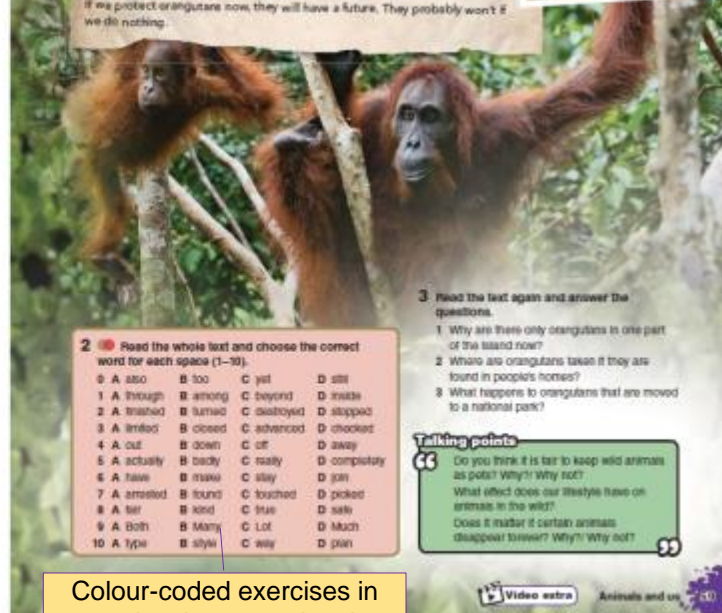 If we protect orangutans now, they will have a future. They probably won't if
we do nothing.
2 Read the whole text and choose the correct
word for each space (1–10).
0 A also B too C yet D still
1 A through B among C beyond D inside
2 A finished B turned C destroyed D stopped
3 A limited B closed C advanced D checked
4 A out B down C off D away
5 A actually B badly C really D completely
6 A have B make C stay D join
7 A arrested B found C touched D picked
8 A fair B kind C true D safe
9 A Both B Many C Lot D Much
10 A type B style C way D plan
3 Read the text again and answer the
questions.
1 Why are there only orangutans in one part
of the island now?
2 Where are orangutans taken if they are
found in people's homes?
3 What happens to orangutans that are moved
to a national park?
Talking points
Do you think it is fair to keep wild animals
as pets? Why?/ Why not?
What effect does our lifestyle have on
animals in the wild?
Does it matter if certain animals
disappear forever? Why?/ Why not?
Colour-coded exercises in
Video extra Animals and us 59